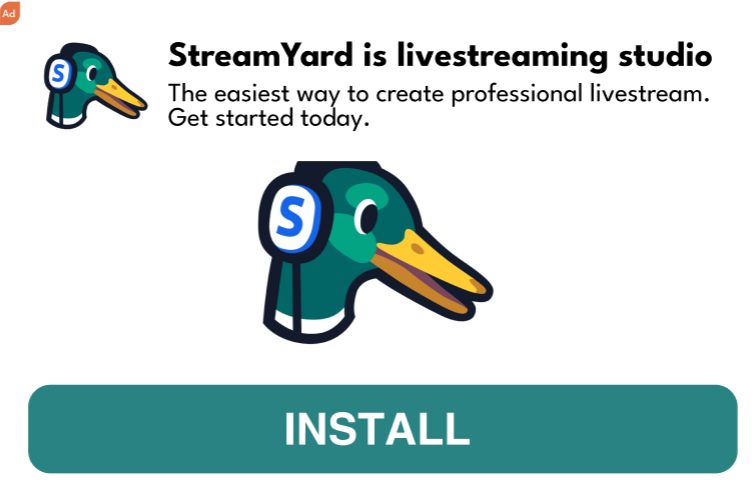 Ad
S
StreamYard is livestreaming studio
The easiest way to create professional livestream.
Get started today.
S
INSTALL